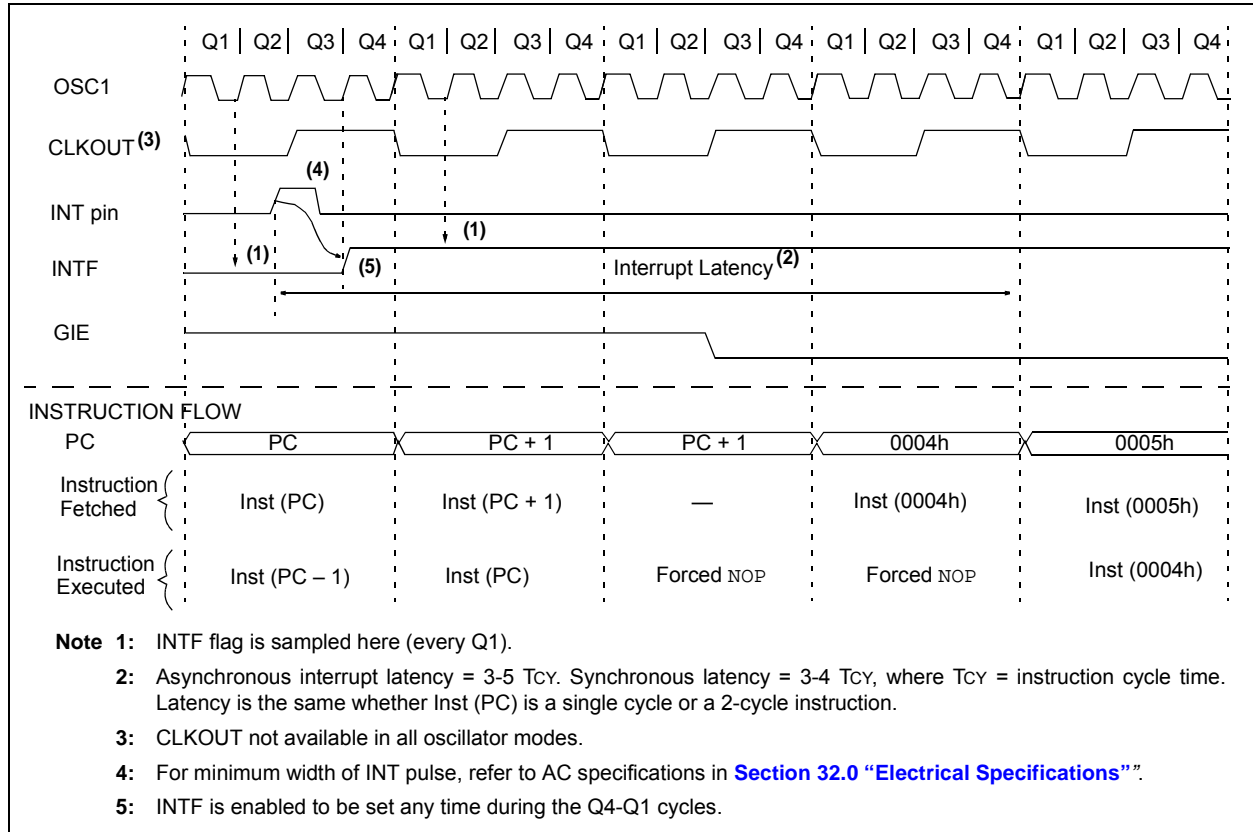 Q1 | Q2 | Q3 | Q4 Q1 | Q2 | Q3 | Q4 Q1 | Q2 | Q3 | Q4 Q1 | Q2 | Q3 | Q4 Q1 | Q2 | Q3 | Q4
OSC1
CLKOUT (3)
(4)
INT pin
(1)
(1)
INTF
(5)
Interrupt Latency (2)
GIE
INSTRUCTION FLOW
PC PC PC + 1 PC + 1 0004h 0005h
Instruction
Fetched
Inst (PC) Inst (PC + 1) — Inst (0004h) Inst (0005h)
Instruction
Executed
Inst (PC – 1) Inst (PC) Forced NOP Forced NOP Inst (0004h)
Note 1: INTF flag is sampled here (every Q1).
2: Asynchronous interrupt latency = 3-5 TCY. Synchronous latency = 3-4 TCY, where TCY = instruction cycle time.
Latency is the same whether Inst (PC) is a single cycle or a 2-cycle instruction.
3: CLKOUT not available in all oscillator modes.
4: For minimum width of INT pulse, refer to AC specifications in Section 32.0 “Electrical Specifications””.
5: INTF is enabled to be set any time during the Q4-Q1 cycles.